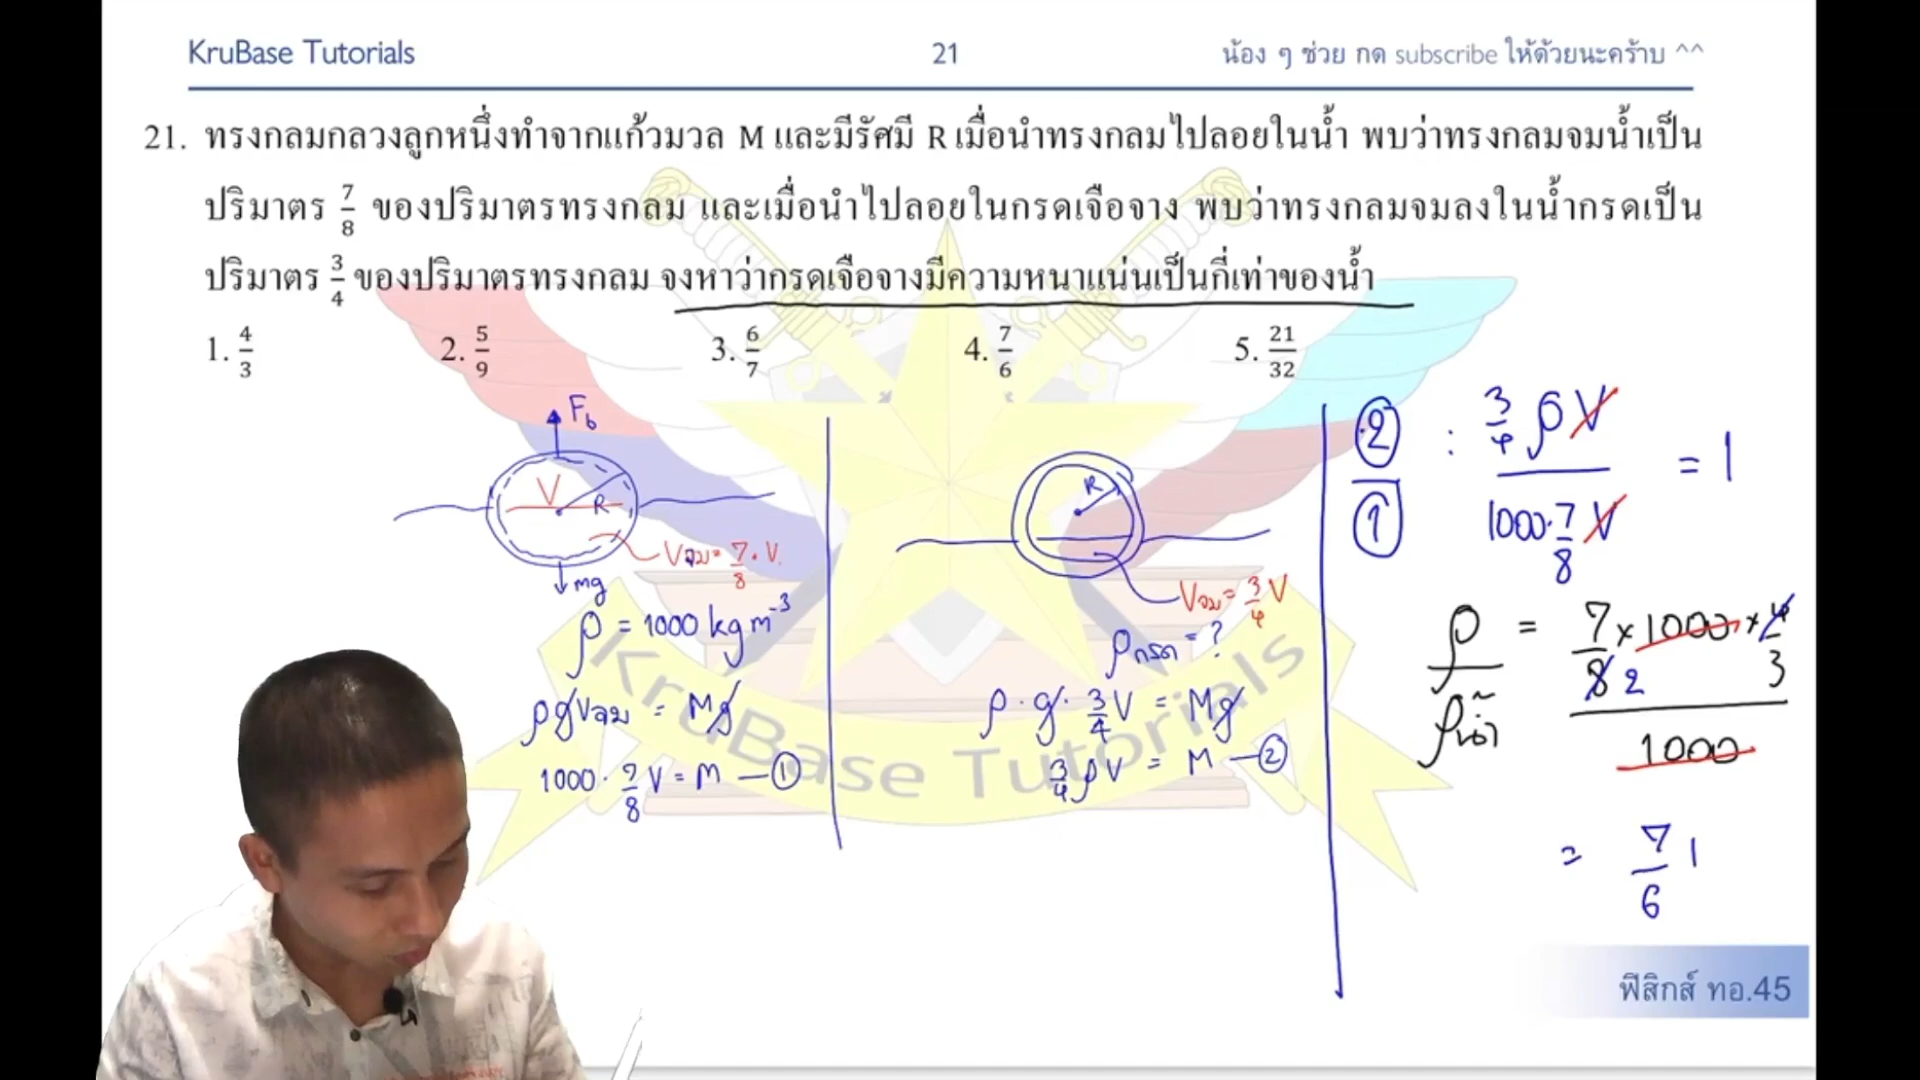 KruBase Tutorials 21 น้อง ๆ ช่วย กด subscribe ให้ด้วยนะคร้าบ ^^
21. ทรงกลมกลวงลูกหนึ่งทำจากแก้วมวล M และมีรัศมี R เมื่อนำทรงกลมไปลอยในน้ำ พบว่าทรงกลมจมน้ำเป็น
ปริมาตร 7/8 ของปริมาตรทรงกลม และเมื่อนำไปลอยในกรดเจือจาง พบว่าทรงกลมจมลงในน้ำกรดเป็น
ปริมาตร 3/4 ของปริมาตรทรงกลม จงหาว่ากรดเจือจางมีความหนาแน่นเป็นกี่เท่าของน้ำ
1. 4/3 2. 5/9 3. 6/7 4. 7/6 5. 21/32
F_b
V R
V จม = 7/8 · V
mg
ρ = 1000 kg m⁻³
ρgV จม = Mg
1000 · 7/8 V = M — ①
R
V จม = 3/4 V
ρ กรด = ?
ρ · g · 3/4 V = Mg
3/4 ρV = M — ②
②/① : 3/4 ρV / 1000 · 7/8 V = 1
ρ/ρน้ำ = 7/8 2 × 1000 × 4/3 / 1000
= 7/6 |
KruBase Tutorials
ฟิสิกส์ ทอ.45